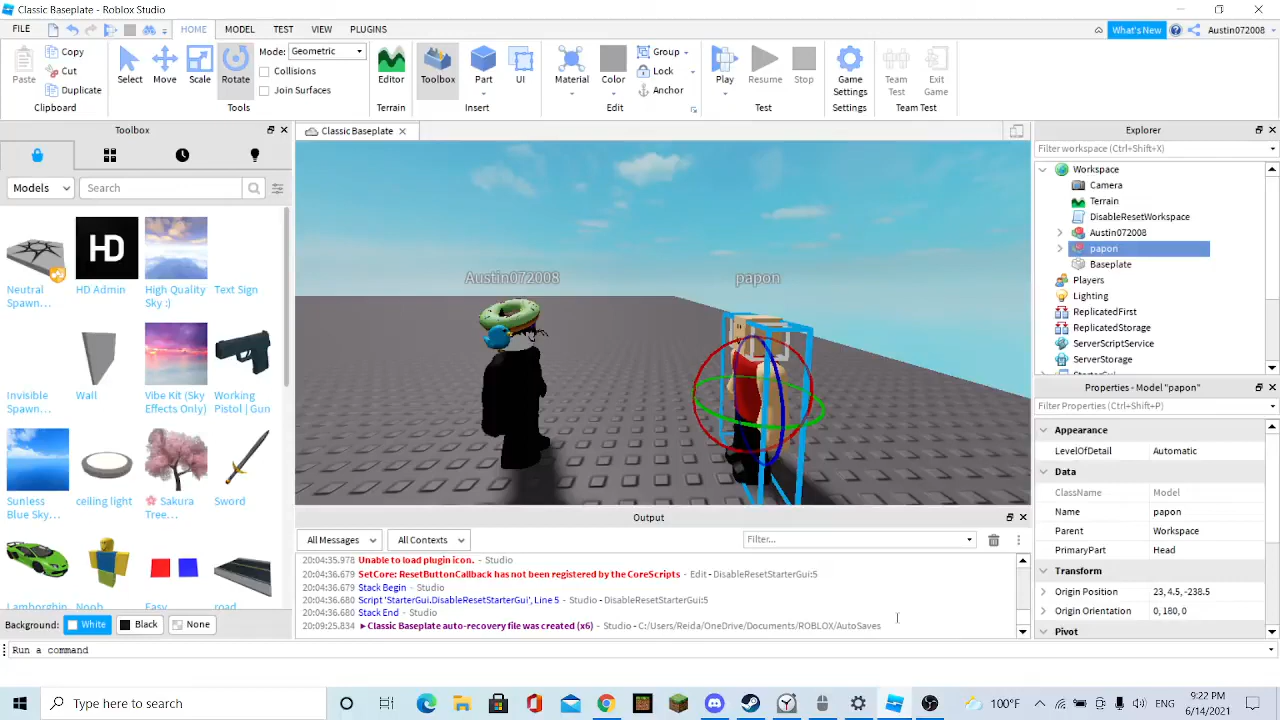 Classic Baseplate - Roblox Studio
FILE HOME MODEL TEST VIEW PLUGINS What's New Austin072008
Paste Copy Cut Duplicate Select Move Scale Rotate Mode: Geometric Collisions Join Surfaces Editor Toolbox Part UI Material Color Group Lock Anchor Play Resume Stop Game Settings Team Test Exit Game
Clipboard Tools Terrain Insert Edit Test Settings Team Test
Toolbox
Models Search
Neutral Spawn... HD Admin High Quality Sky :) Text Sign
HD
Invisible Spawn... Wall Vibe Kit (Sky Effects Only) Working Pistol | Gun
Sunless Blue Sky... ceiling light 🌸 Sakura Tree... Sword
Lamborghin Noob Easy road
Background: White Black None
Classic Baseplate
Austin072008 papon
Output
All Messages All Contexts Filter...
20:04:35.978 Unable to load plugin icon. - Studio
20:04:36.679 SetCore: ResetButtonCallback has not been registered by the CoreScripts - Edit - DisableResetStarterGui:5
20:04:36.679 Stack Begin - Studio
20:04:36.680 Script 'StarterGui.DisableResetStarterGui', Line 5 - Studio - DisableResetStarterGui:5
20:04:36.680 Stack End - Studio
20:09:25.834 ▶Classic Baseplate auto-recovery file was created (x6) - Studio - C:/Users/Reida/OneDrive/Documents/ROBLOX/AutoSaves
Explorer
Filter workspace (Ctrl+Shift+X)
Workspace
Camera
Terrain
DisableResetWorkspace
Austin072008
papon
Baseplate
Players
Lighting
ReplicatedFirst
ReplicatedStorage
ServerScriptService
ServerStorage
StarterGui
Properties - Model "papon"
Filter Properties (Ctrl+Shift+P)
Appearance
LevelOfDetail Automatic
Data
ClassName Model
Name papon
Parent Workspace
PrimaryPart Head
Transform
Origin Position 23, 4.5, -238.5
Origin Orientation 0, 180, 0
Pivot
Run a command
Type here to search
100°F
9:22 PM
6/14/2021